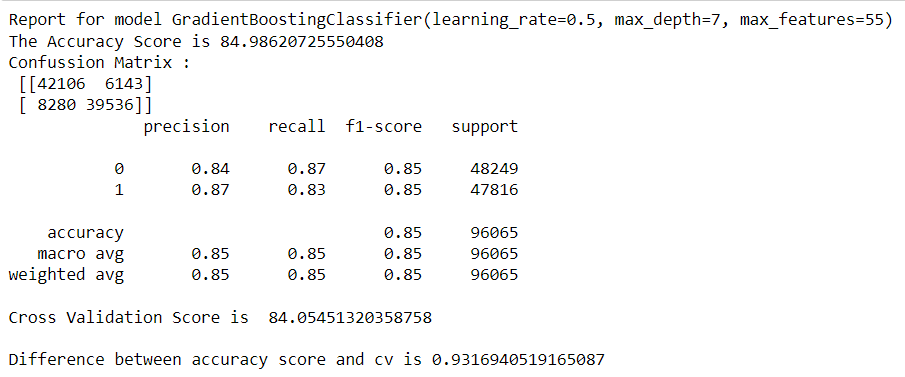 Report for model GradientBoostingClassifier(learning_rate=0.5, max_depth=7, max_features=55)
The Accuracy Score is 84.98620725550408
Confussion Matrix :
[[42106  6143]
[ 8280 39536]]
precision    recall  f1-score   support
0       0.84      0.87      0.85     48249
1       0.87      0.83      0.85     47816
accuracy                           0.85     96065
macro avg       0.85      0.85      0.85     96065
weighted avg       0.85      0.85      0.85     96065
Cross Validation Score is  84.05451320358758
Difference between accuracy score and cv is 0.9316940519165087